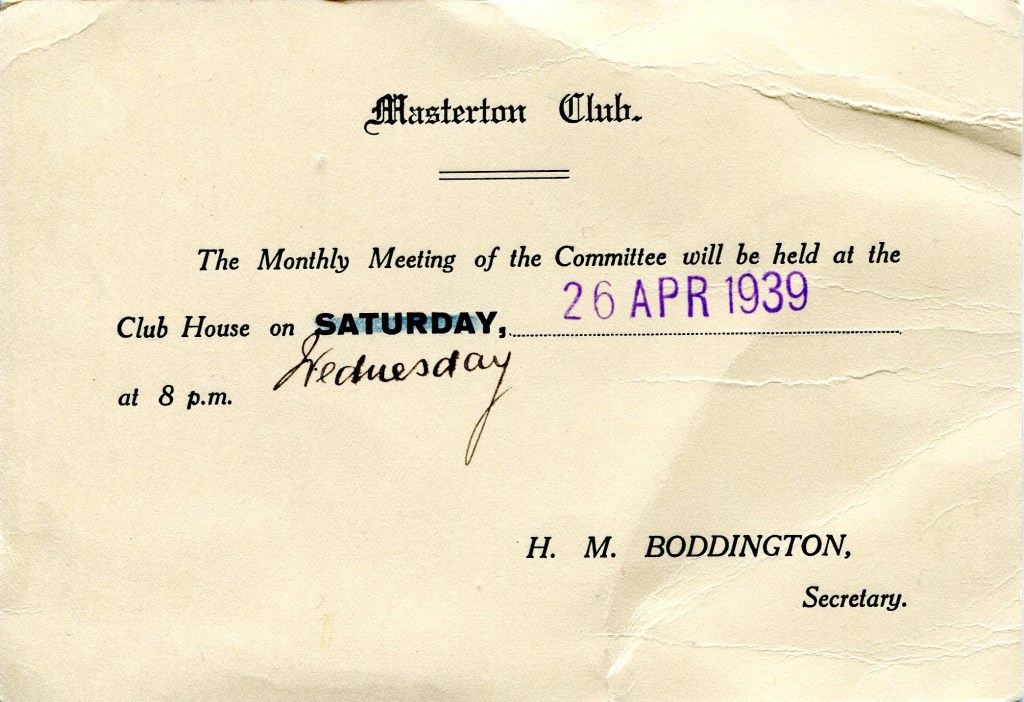 Masterton Club.
The Monthly Meeting of the Committee will be held at the
26 APR 1939
Club House on SATURDAY,
Wednesday
at 8 p.m.
H. M. BODDINGTON,
Secretary.